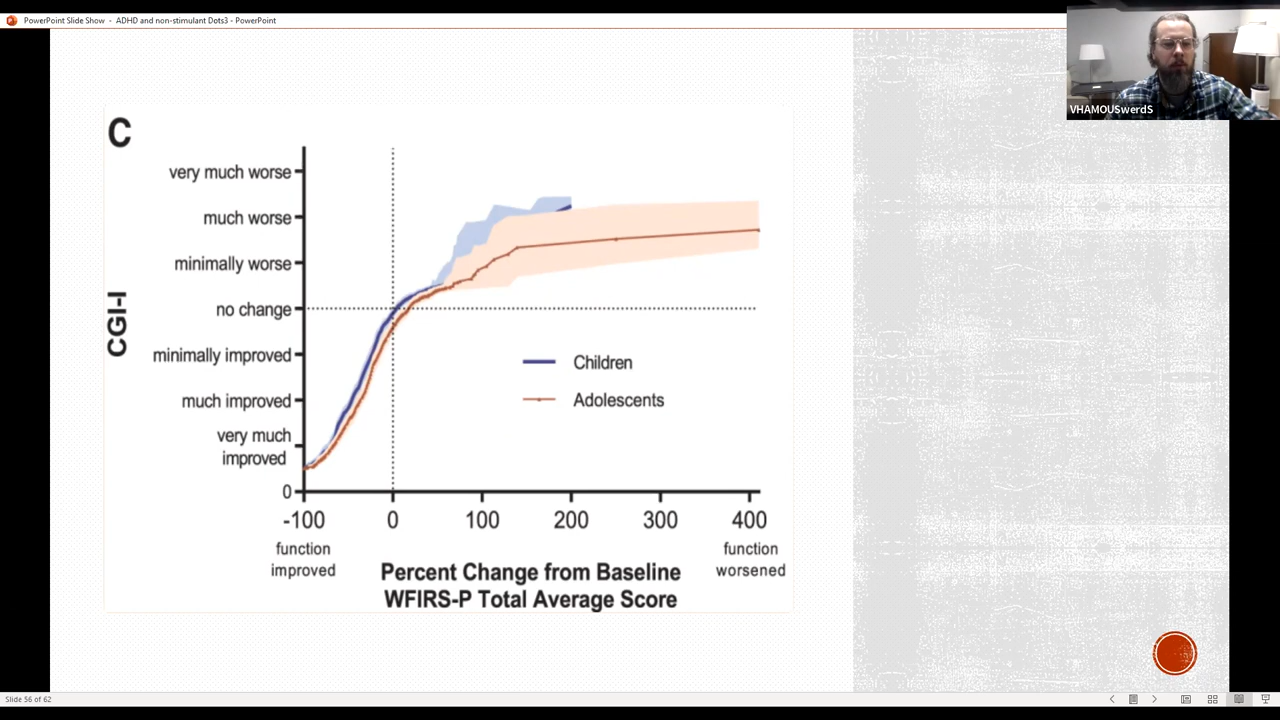 PowerPoint Slide Show - ADHD and non-stimulant Dots3 - PowerPoint
VHAMOUSwerdS
C
very much worse
much worse
minimally worse
no change
minimally improved
much improved
very much
improved
0
CGI-I
Children
Adolescents
-100
0
100
200
300
400
function
improved
function
worsened
Percent Change from Baseline
WFIRS-P Total Average Score
Slide 56 of 62